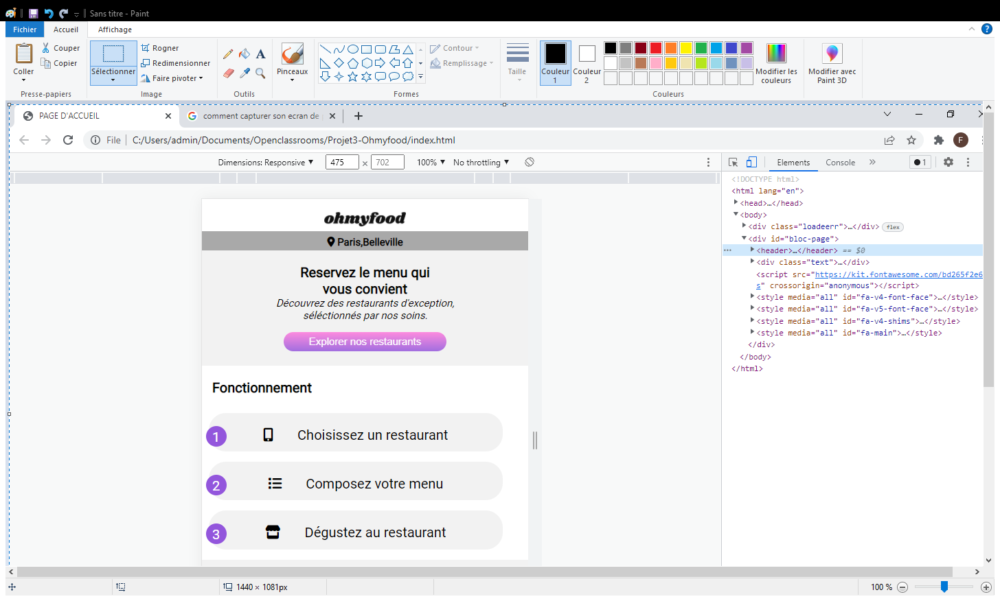 Sans titre - Paint
Fichier Accueil Affichage
Coller
Couper
Copier
Presse-papiers
Sélectionner
Rogner
Redimensionner
Faire pivoter
Image
A
Outils
Pinceaux
Contour
Remplissage
Formes
Taille
Couleur 1
Couleur 2
Modifier les couleurs
Couleurs
Modifier avec Paint 3D
PAGE D'ACCUEIL
comment capturer son ecran de
File
C:/Users/admin/Documents/Openclassrooms/Projet3-Ohmyfood/index.html
F
Dimensions: Responsive 475 × 702 100% No throttling
Elements Console » 1
<!DOCTYPE html>
<html lang="en">
<head>…</head>
<body>
<div class="loadeerr">…</div> flex
<div id="bloc-page">
<header>…</header> == $0
<div class="text">…</div>
<script src="https://kit.fontawesome.com/bd265f2e6
s" crossorigin="anonymous"></script>
<style media="all" id="fa-v4-font-face">…</style>
<style media="all" id="fa-v5-font-face">…</style>
<style media="all" id="fa-v4-shims">…</style>
<style media="all" id="fa-main">…</style>
</div>
</body>
</html>
ohmyfood
Paris,Belleville
Reservez le menu qui
vous convient
Découvrez des restaurants d'exception,
séléctionnés par nos soins.
Explorer nos restaurants
Fonctionnement
1 Choisissez un restaurant
2 Composez votre menu
3 Dégustez au restaurant
1440 × 1081px
100 %